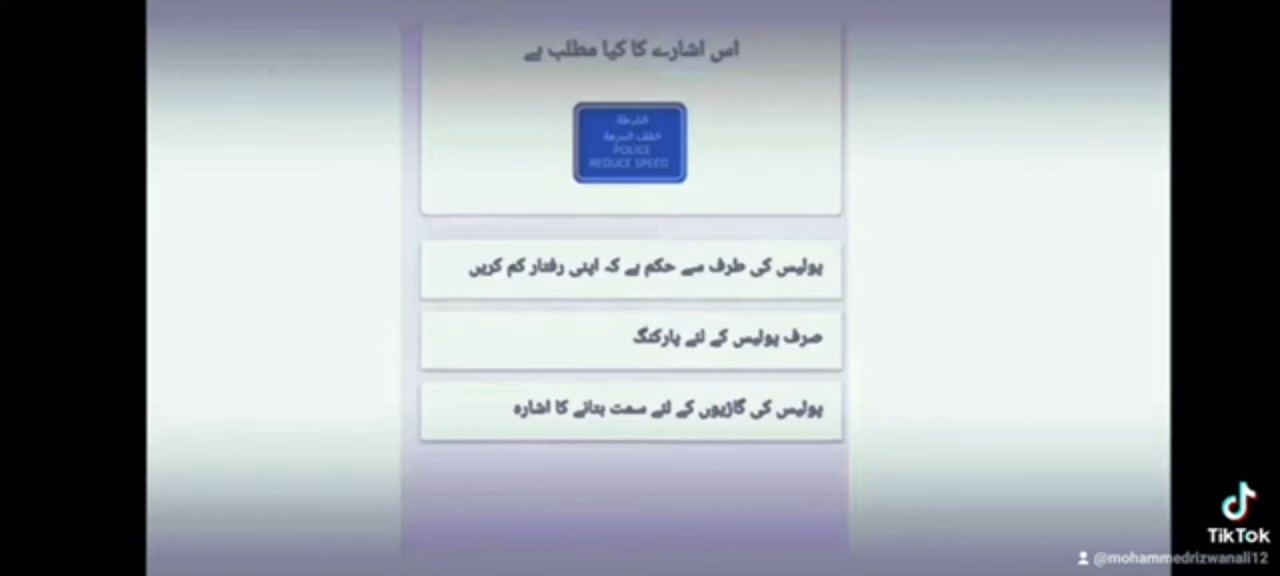 اس اشارے کا کیا مطلب ہے
الشرطة
خفف السرعة
POLICE
REDUCE SPEED
پولیس کی طرف سے حکم ہے کہ اپنی رفتار کم کریں
صرف پولیس کے لئے پارکنگ
پولیس کی گاڑیوں کے لئے سمت بتانے کا اشارہ
TikTok
@mohammedrizwanali12